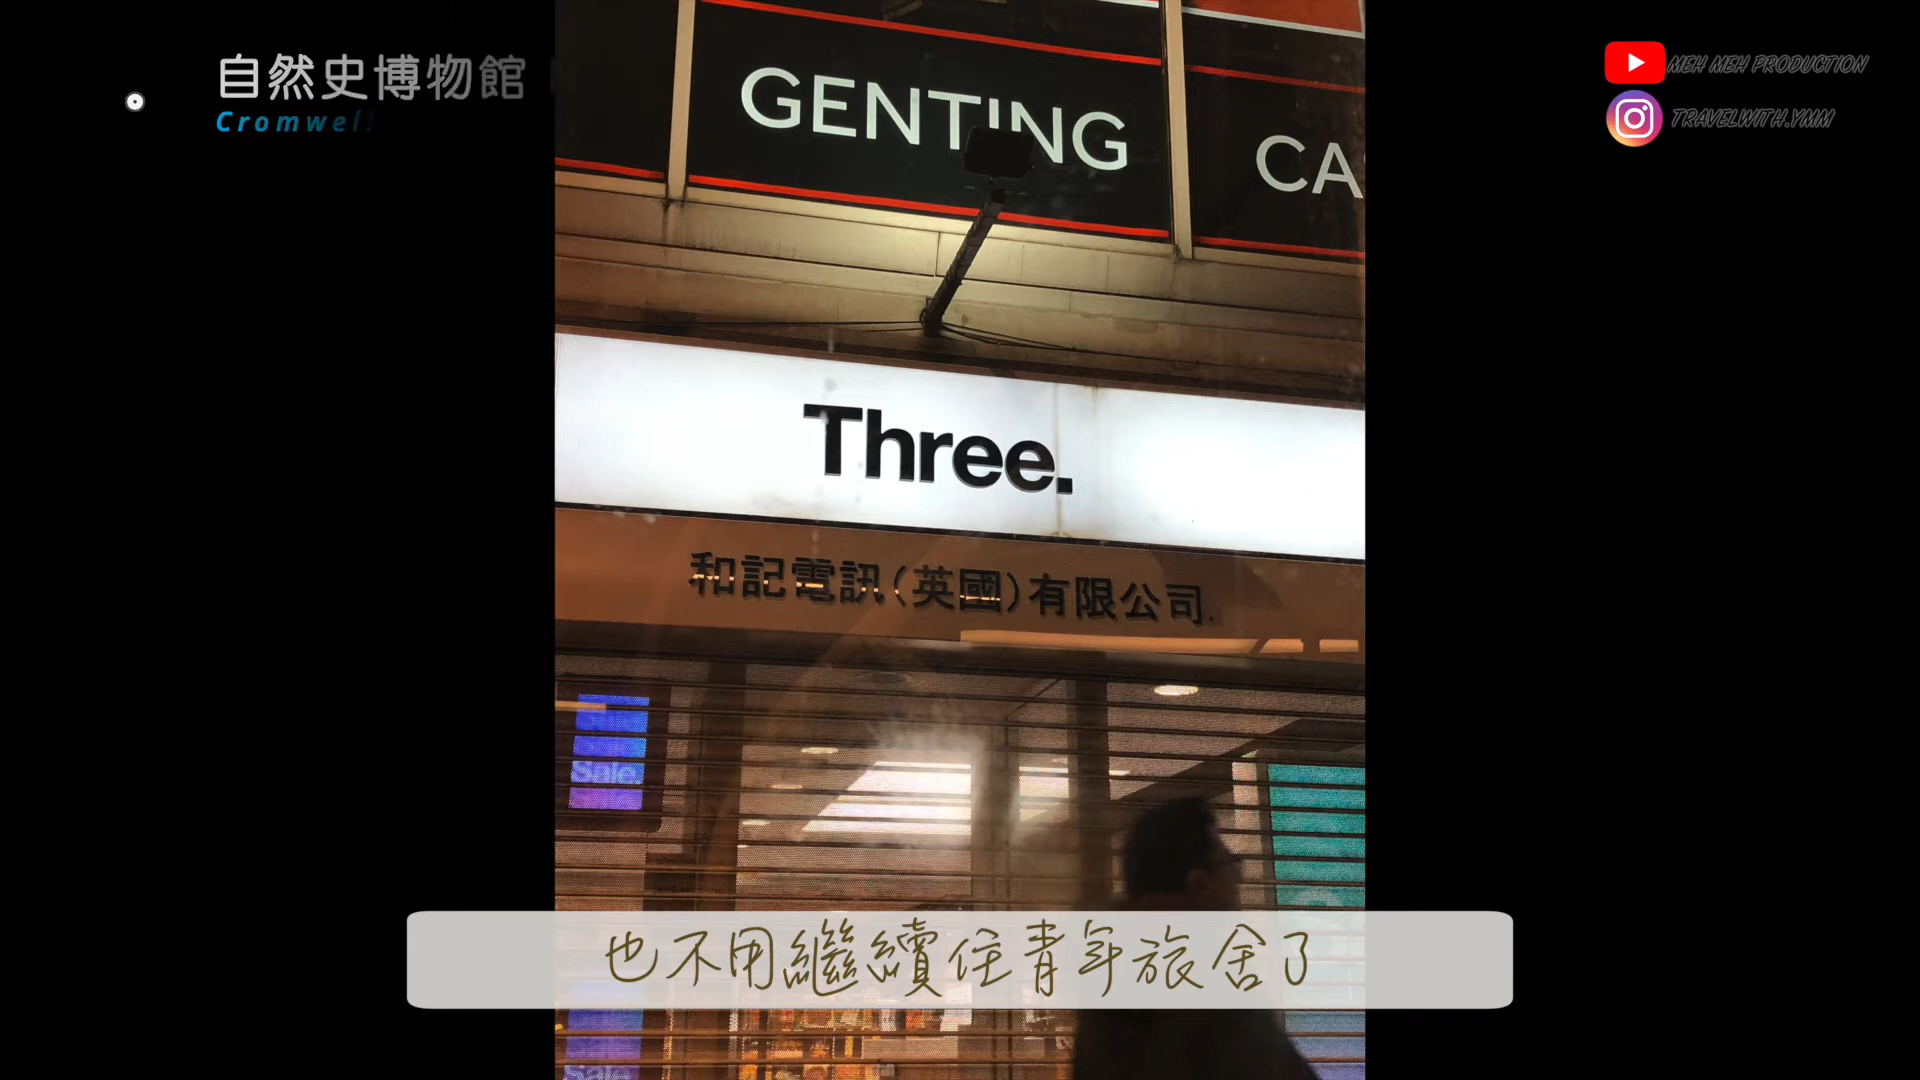 自然史博物館
Cromwell
MEH MEH PRODUCTION
TRAVELWITH.YMM
GENTING
CA
Three.
和記電訊(英國)有限公司.
Sale
也不用繼續住青年旅舍了
Sale